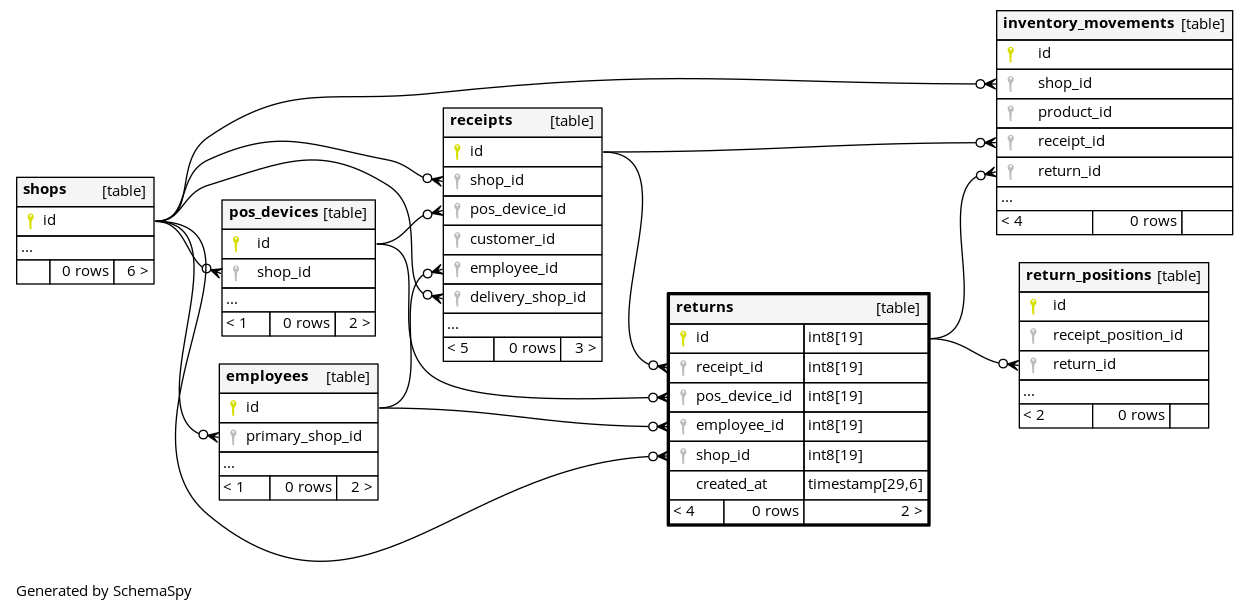 shops [table]
id
...
0 rows 6 >
pos_devices [table]
id
shop_id
...
< 1 0 rows 2 >
employees [table]
id
primary_shop_id
...
< 1 0 rows 2 >
receipts [table]
id
shop_id
pos_device_id
customer_id
employee_id
delivery_shop_id
...
< 5 0 rows 3 >
returns [table]
id int8[19]
receipt_id int8[19]
pos_device_id int8[19]
employee_id int8[19]
shop_id int8[19]
created_at timestamp[29,6]
< 4 0 rows 2 >
inventory_movements [table]
id
shop_id
product_id
receipt_id
return_id
...
< 4 0 rows
return_positions [table]
id
receipt_position_id
return_id
...
< 2 0 rows
Generated by SchemaSpy